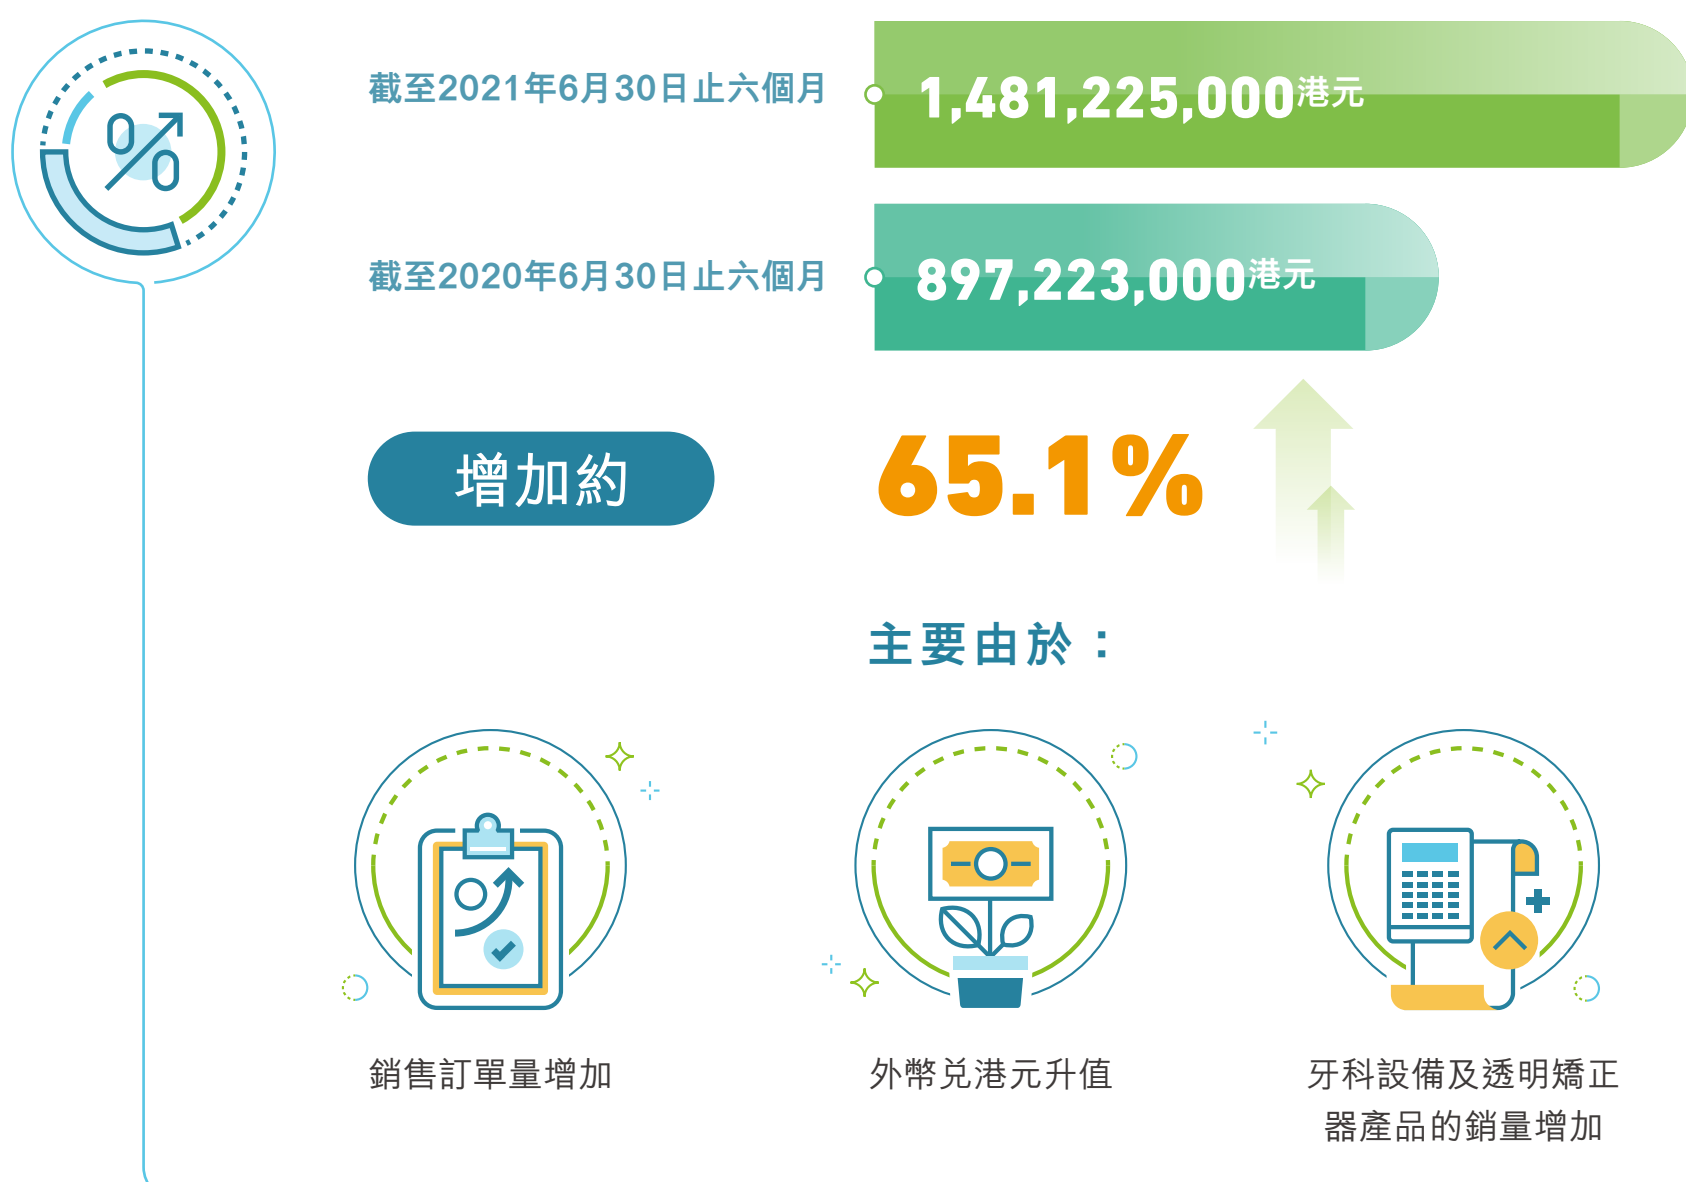 截至2021年6月30日止六個月
1,481,225,000港元
截至2020年6月30日止六個月
897,223,000港元
增加約
65.1%
主要由於：
銷售訂單量增加
外幣兑港元升值
牙科設備及透明矯正
器產品的銷量增加